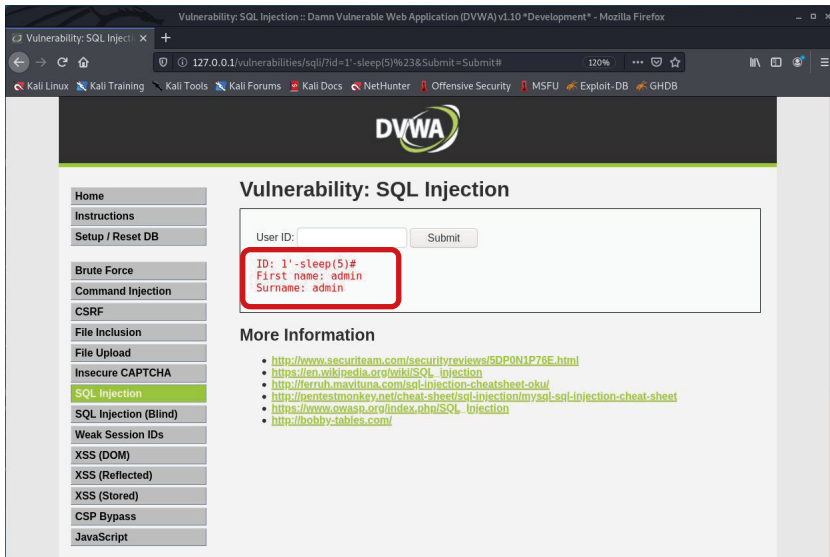 Vulnerability: SQL Injection :: Damn Vulnerable Web Application (DVWA) v1.10 *Development* - Mozilla Firefox
Vulnerability: SQL Injecti
127.0.0.1/vulnerabilities/sqli/?id=1'-sleep(5)%23&Submit=Submit#
120%
Kali Linux Kali Training Kali Tools Kali Forums Kali Docs NetHunter Offensive Security MSFU Exploit-DB GHDB
DVWA
Home
Instructions
Setup / Reset DB
Brute Force
Command Injection
CSRF
File Inclusion
File Upload
Insecure CAPTCHA
SQL Injection
SQL Injection (Blind)
Weak Session IDs
XSS (DOM)
XSS (Reflected)
XSS (Stored)
CSP Bypass
JavaScript
Vulnerability: SQL Injection
User ID: Submit
ID: 1'-sleep(5)#
First name: admin
Surname: admin
More Information
http://www.securiteam.com/securityreviews/5DP0N1P76E.html
https://en.wikipedia.org/wiki/SQL_injection
http://ferruh.mavituna.com/sql-injection-cheatsheet-oku/
http://pentestmonkey.net/cheat-sheet/sql-injection/mysql-sql-injection-cheat-sheet
https://www.owasp.org/index.php/SQL_Injection
http://bobby-tables.com/